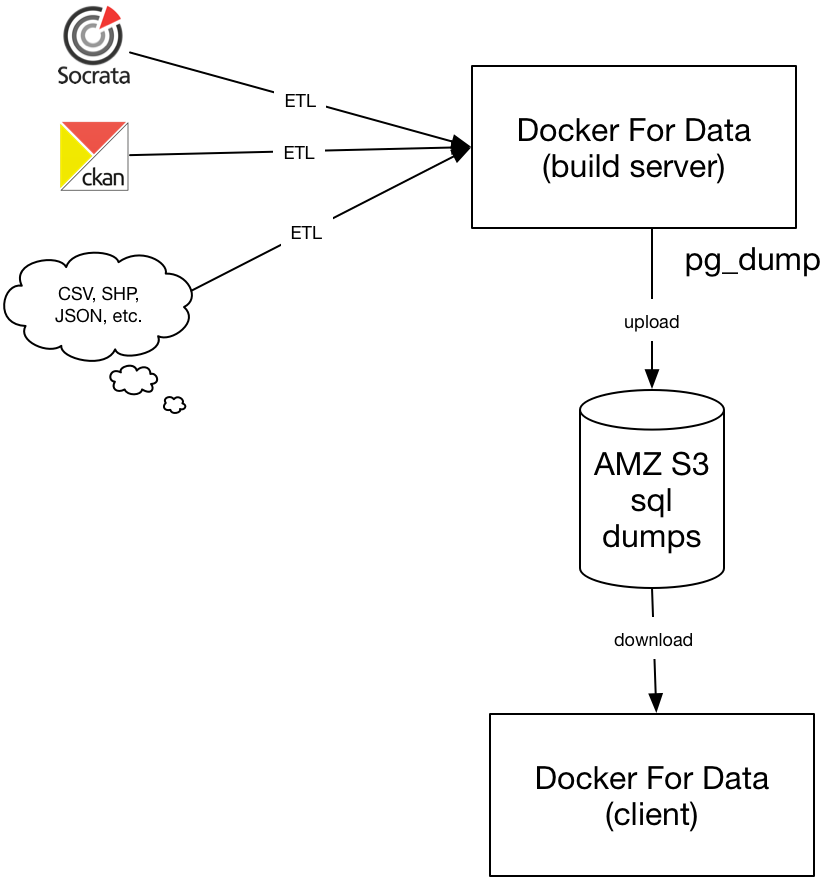 Socrata
ETL
ckan
ETL
ETL
CSV, SHP,
JSON, etc.
Docker For Data
(build server)
pg_dump
upload
AMZ S3
sql
dumps
download
Docker For Data
(client)